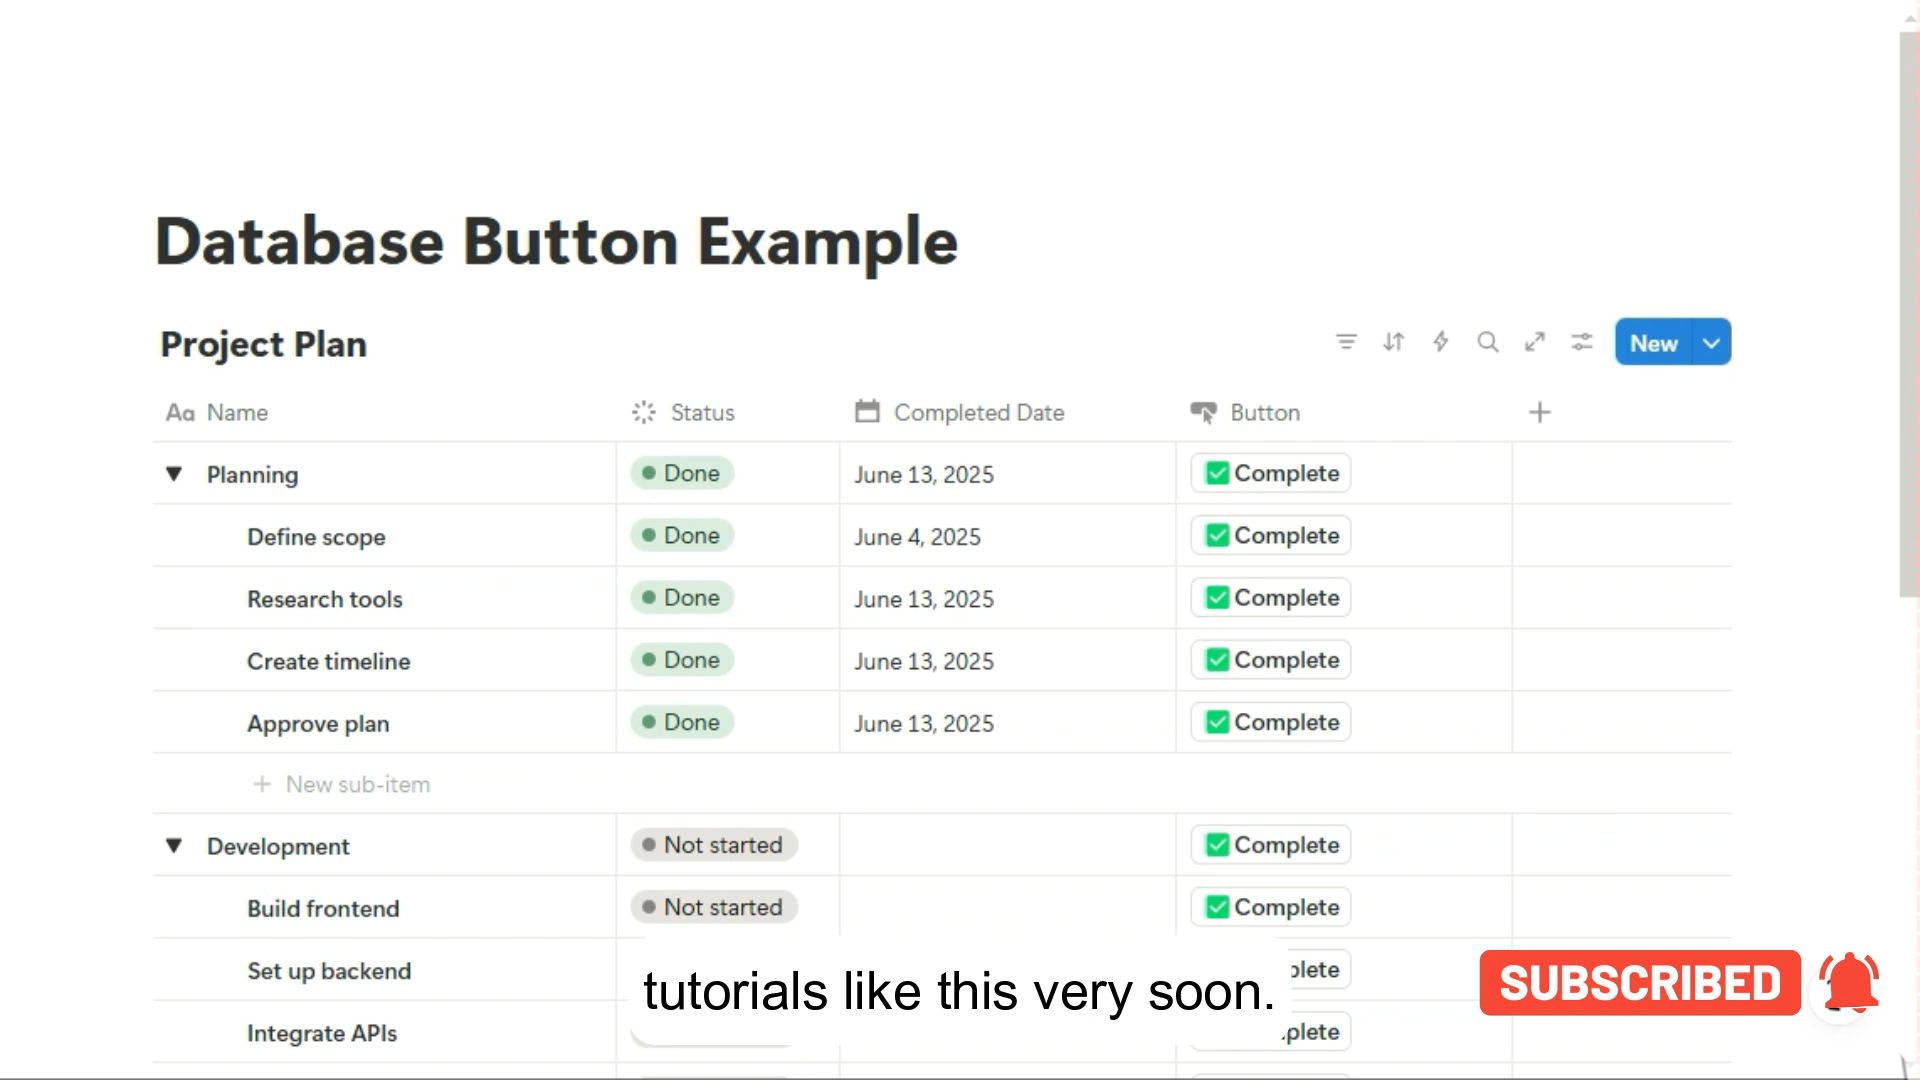 Database Button Example
Project Plan
New
Aa Name Status Completed Date Button
Planning Done June 13, 2025 Complete
Define scope Done June 4, 2025 Complete
Research tools Done June 13, 2025 Complete
Create timeline Done June 13, 2025 Complete
Approve plan Done June 13, 2025 Complete
+ New sub-item
Development Not started Complete
Build frontend Not started Complete
Set up backend plete
tutorials like this very soon.
SUBSCRIBED
Integrate APIs plete